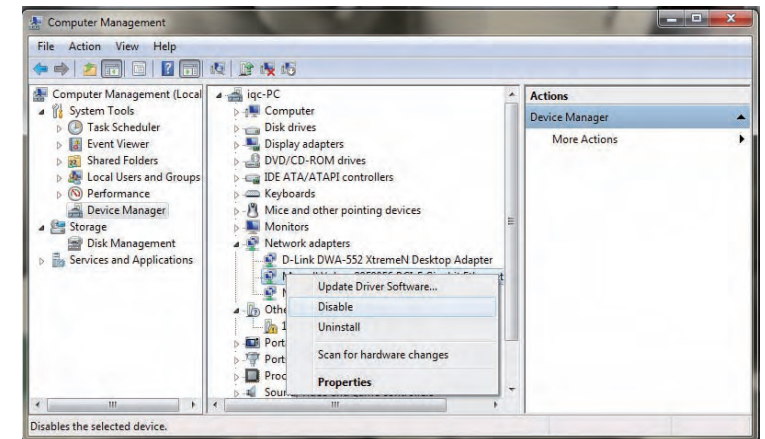 Computer Management
File Action View Help
Computer Management (Local
System Tools
Task Scheduler
Event Viewer
Shared Folders
Local Users and Groups
Performance
Device Manager
Storage
Disk Management
Services and Applications
iqc-PC
Computer
Disk drives
Display adapters
DVD/CD-ROM drives
IDE ATA/ATAPI controllers
Keyboards
Mice and other pointing devices
Monitors
Network adapters
D-Link DWA-552 XtremeN Desktop Adapter
Othe
Port
Port
Proc
Update Driver Software...
Disable
Uninstall
Scan for hardware changes
Properties
Actions
Device Manager
More Actions
Disables the selected device.